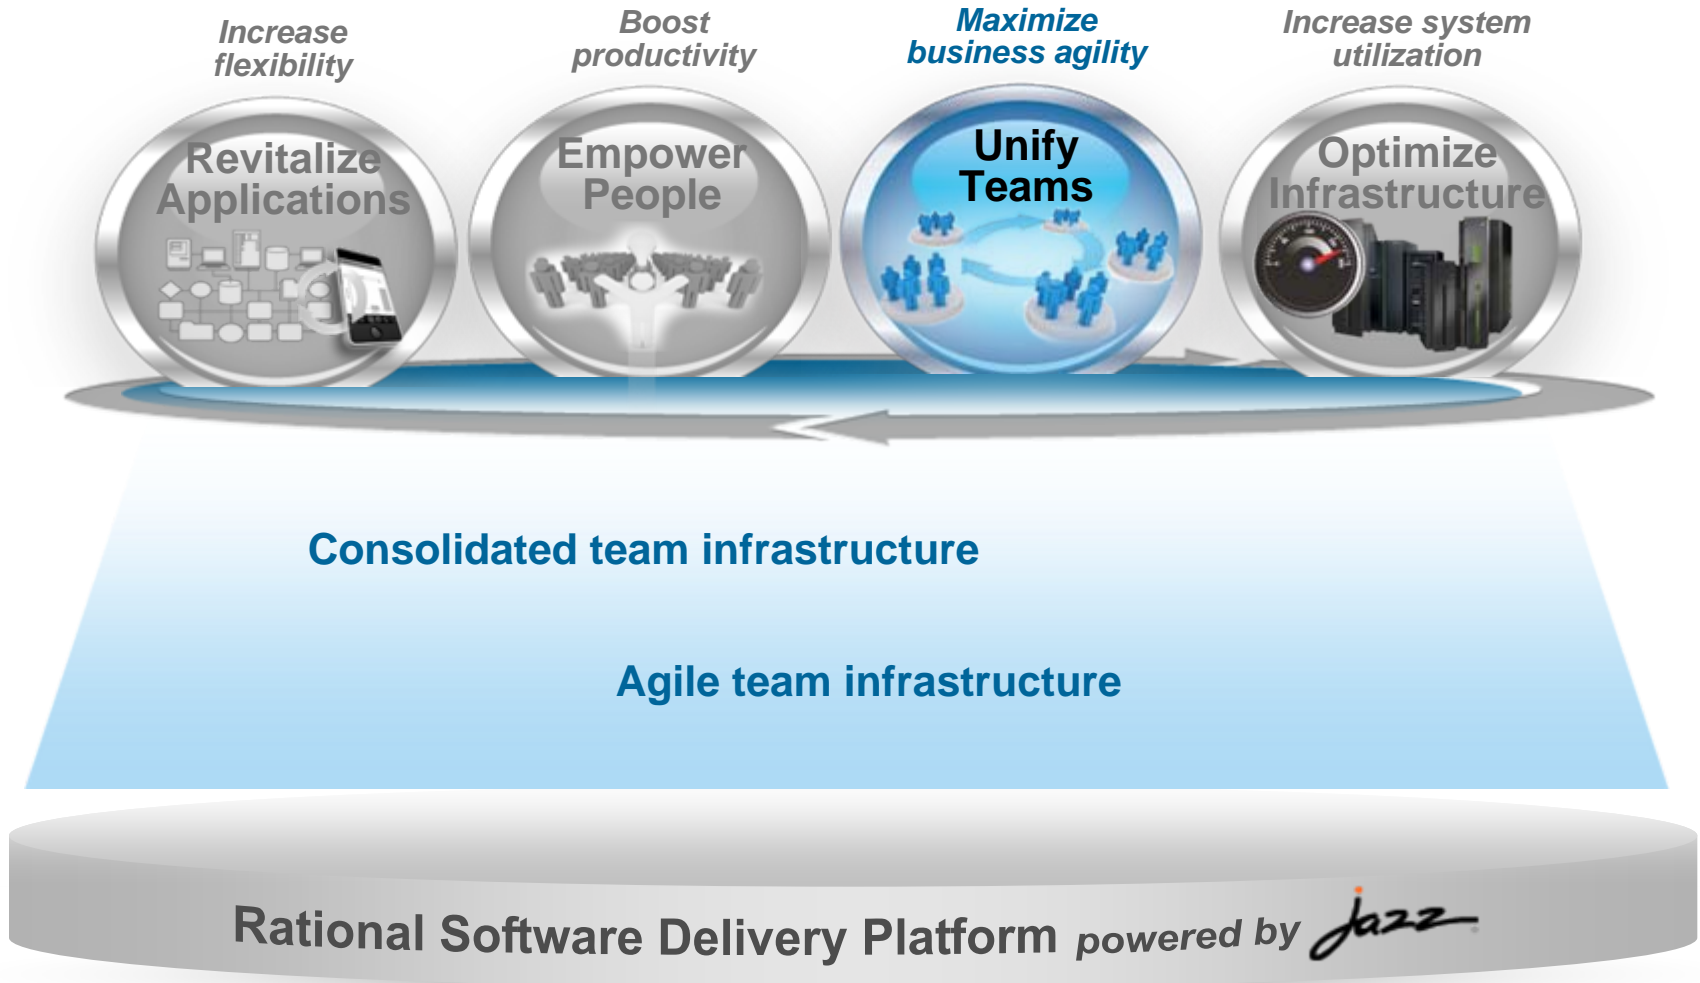 Increase
flexibility
Boost
productivity
Maximize
business agility
Increase system
utilization
Revitalize
Applications
Empower
People
Unify
Teams
Optimize
Infrastructure
Consolidated team infrastructure
Agile team infrastructure
Rational Software Delivery Platform powered by jazz